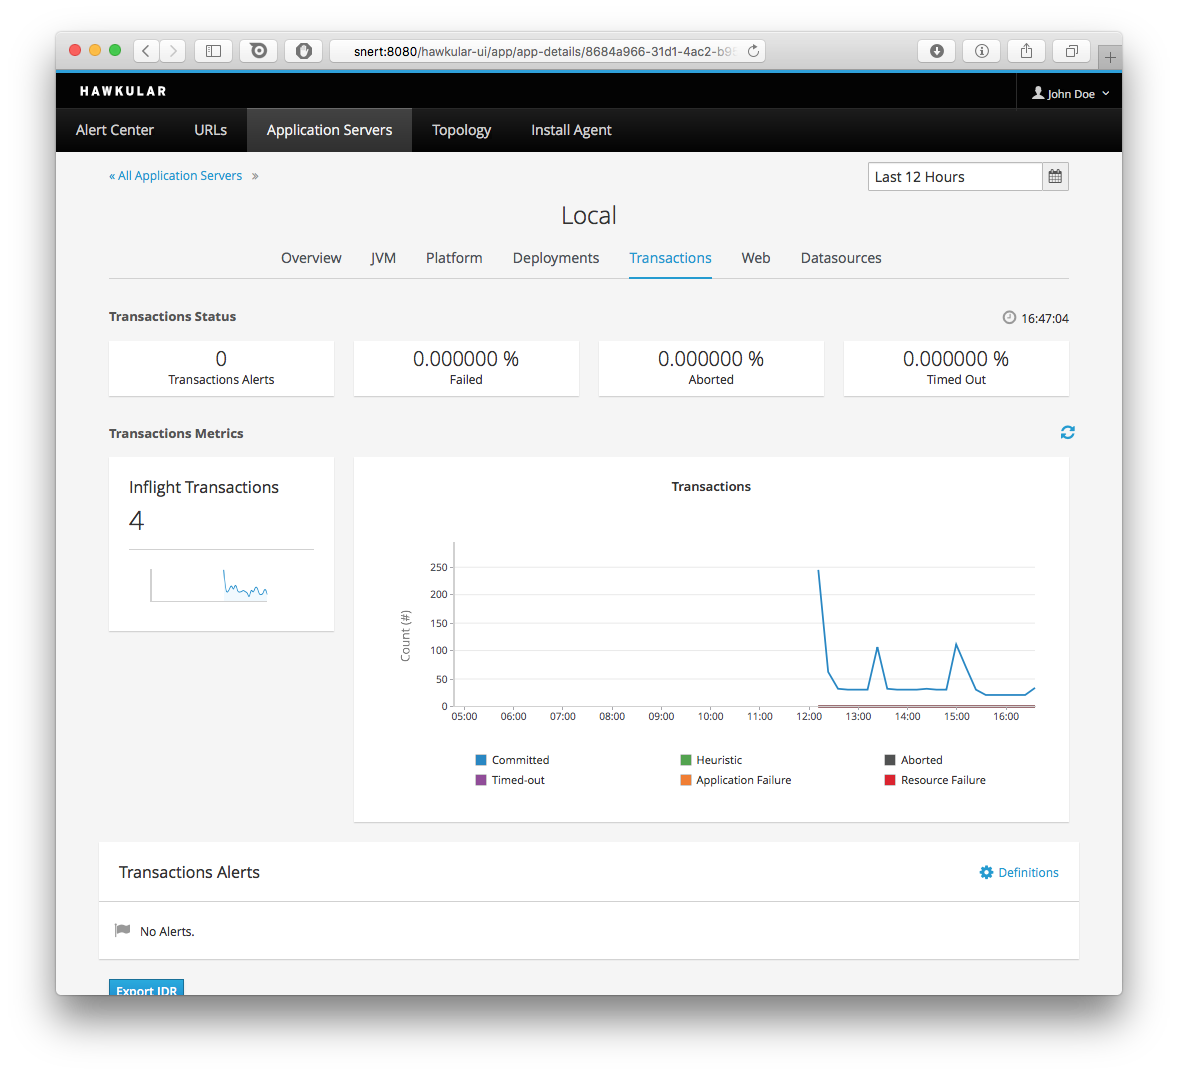 snert:8080/hawkular-ui/app/app-details/8684a966-31d1-4ac2-b95
HAWKULAR
John Doe
Alert Center URLs Application Servers Topology Install Agent
« All Application Servers »
Last 12 Hours
Local
Overview JVM Platform Deployments Transactions Web Datasources
Transactions Status
16:47:04
0
Transactions Alerts
0.000000 %
Failed
0.000000 %
Aborted
0.000000 %
Timed Out
Transactions Metrics
Inflight Transactions
4
Transactions
Count (#)
250
200
150
100
50
0
05:00 06:00 07:00 08:00 09:00 10:00 11:00 12:00 13:00 14:00 15:00 16:00
Committed Heuristic Aborted
Timed-out Application Failure Resource Failure
Transactions Alerts
Definitions
No Alerts.
Export JDR